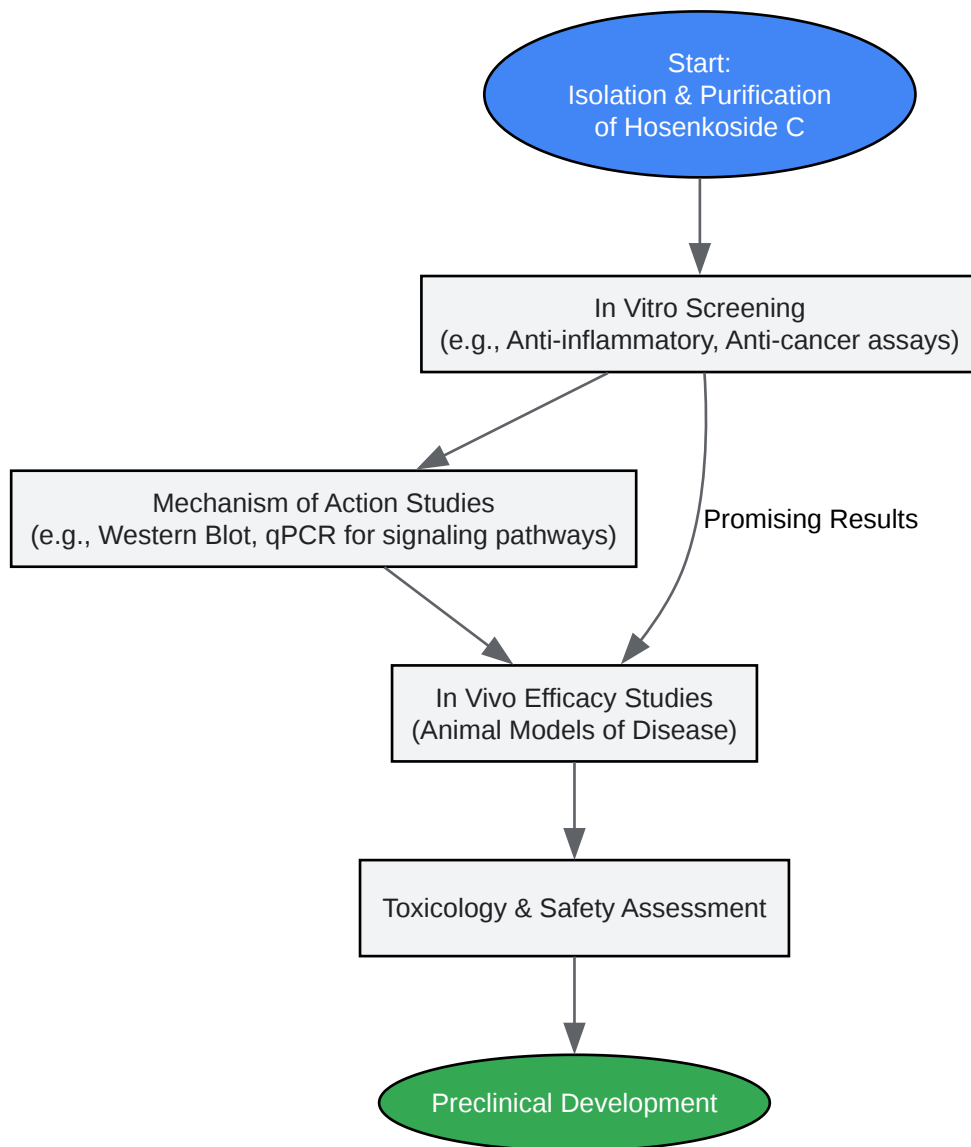 Start:
Isolation & Purification
of Hosenkoside C
In Vitro Screening
(e.g., Anti-inflammatory, Anti-cancer assays)
Mechanism of Action Studies
(e.g., Western Blot, qPCR for signaling pathways)
Promising Results
In Vivo Efficacy Studies
(Animal Models of Disease)
Toxicology & Safety Assessment
Preclinical Development